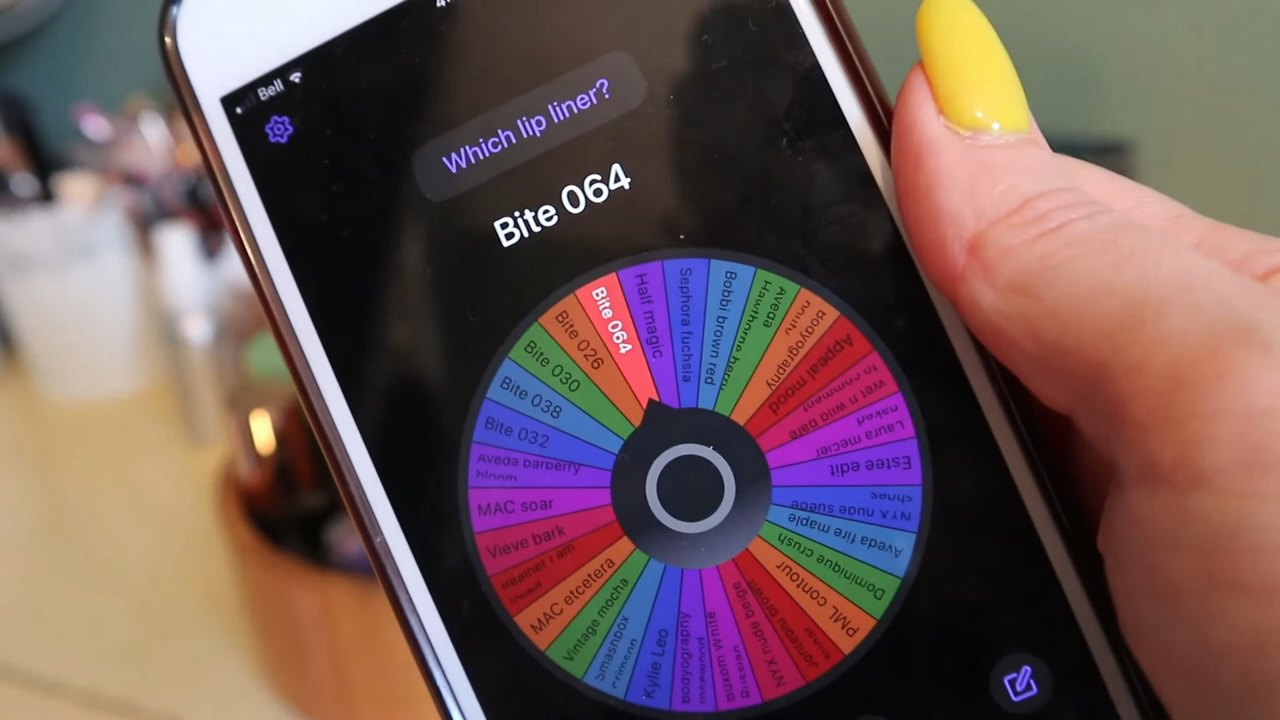 Bell
Which lip liner?
Bite 064
Bite 064
Half magic
Sephora fuchsia
Bobbi brown red
Aveda
Hawthorne berry
Bodyography
Appeal mood
wet n wild bare
to comment
Laura mecier
naked
Estee edit
NYX nude suede
shoes
Aveda fire maple
Dominique crush
PML contour
NYX nude beige
Buxom White
Russian
Bodyography
Kylie Leo
Smashbox
crimson
Vintage mocha
MAC etcetera
Vieve bark
MAC soar
Aveda barberry
bloom
Bite 032
Bite 038
Bite 030
Bite 026